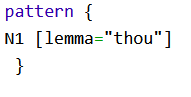 pattern {
N1 [lemma="thou"]
 }